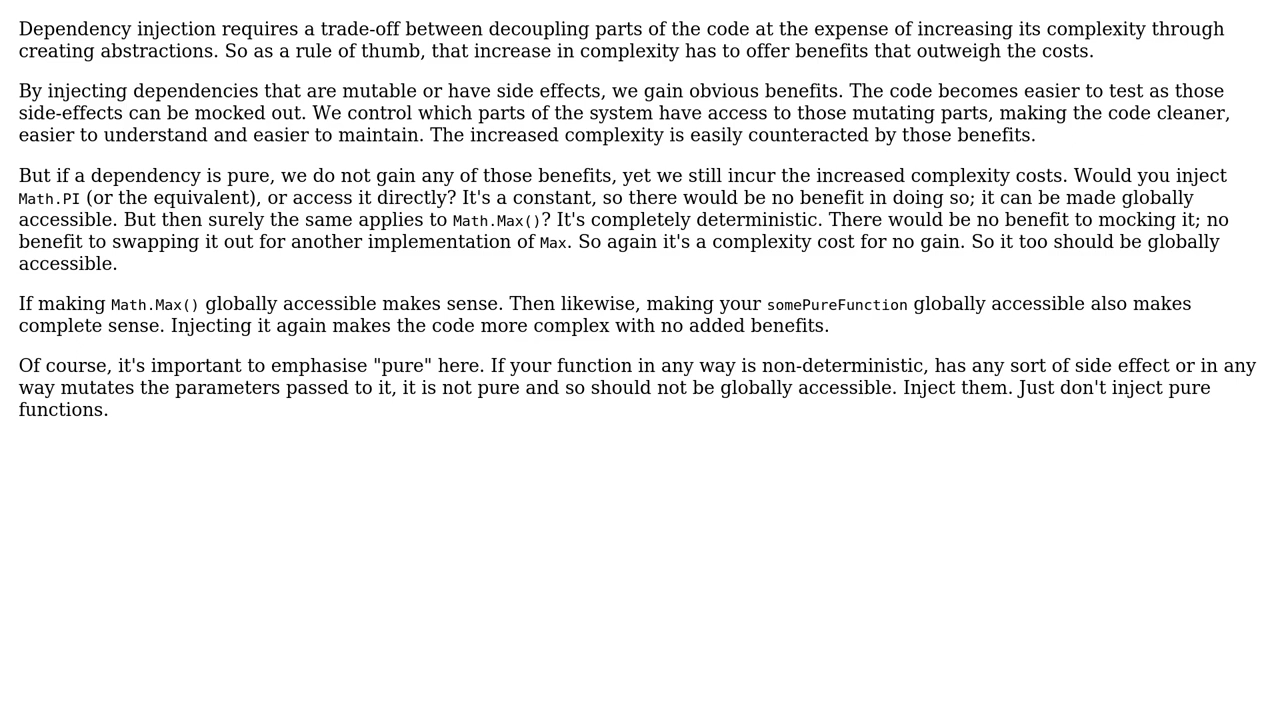 Dependency injection requires a trade-off between decoupling parts of the code at the expense of increasing its complexity through
creating abstractions. So as a rule of thumb, that increase in complexity has to offer benefits that outweigh the costs.
By injecting dependencies that are mutable or have side effects, we gain obvious benefits. The code becomes easier to test as those
side-effects can be mocked out. We control which parts of the system have access to those mutating parts, making the code cleaner,
easier to understand and easier to maintain. The increased complexity is easily counteracted by those benefits.
But if a dependency is pure, we do not gain any of those benefits, yet we still incur the increased complexity costs. Would you inject
Math.PI (or the equivalent), or access it directly? It's a constant, so there would be no benefit in doing so; it can be made globally
accessible. But then surely the same applies to Math.Max()? It's completely deterministic. There would be no benefit to mocking it; no
benefit to swapping it out for another implementation of Max. So again it's a complexity cost for no gain. So it too should be globally
accessible.
If making Math.Max() globally accessible makes sense. Then likewise, making your somePureFunction globally accessible also makes
complete sense. Injecting it again makes the code more complex with no added benefits.
Of course, it's important to emphasise "pure" here. If your function in any way is non-deterministic, has any sort of side effect or in any
way mutates the parameters passed to it, it is not pure and so should not be globally accessible. Inject them. Just don't inject pure
functions.